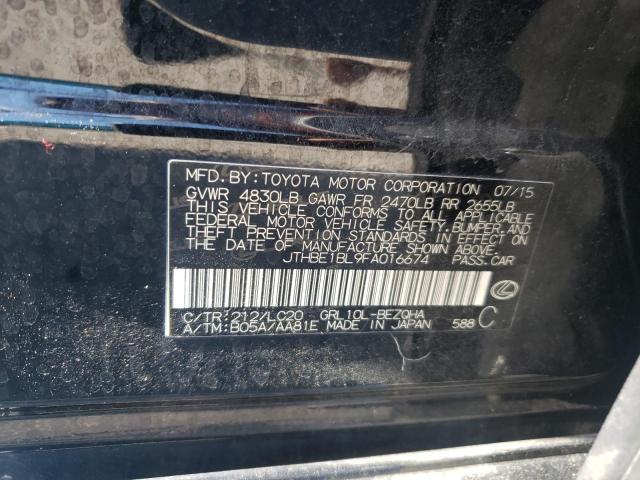 MFD. BY: TOYOTA MOTOR CORPORATION 07/15
GVWR 4830LB GAWR FR 2470LB RR 2655LB
THIS VEHICLE CONFORMS TO ALL APPLICABLE
FEDERAL MOTOR VEHICLE SAFETY, BUMPER, AND
THEFT PREVENTION STANDARDS IN EFFECT ON
THE DATE OF MANUFACTURE SHOWN ABOVE.
JTHBE1BL9FA016674 PASS.CAR
C/TR:212/LC20 GRL10L-BEZQHA
A/TM:B05A/AA81E MADE IN JAPAN 588 C